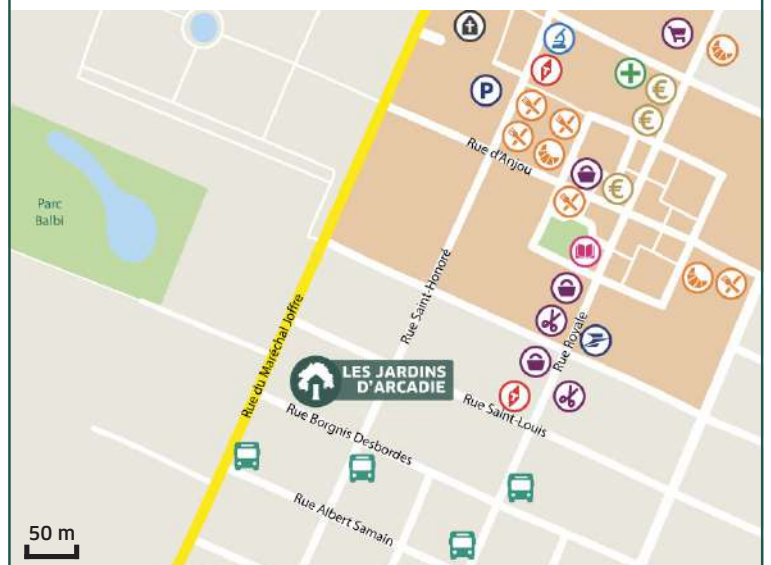 P
€
€
Rue d'Anjou
€
Parc
Balbi
Rue Saint-Honoré
Rue du Maréchal Joffre
Rue Royale
LES JARDINS
D'ARCADIE
Rue Saint-Louis
Rue Borgnis Desbordes
Rue Albert Samain
50 m